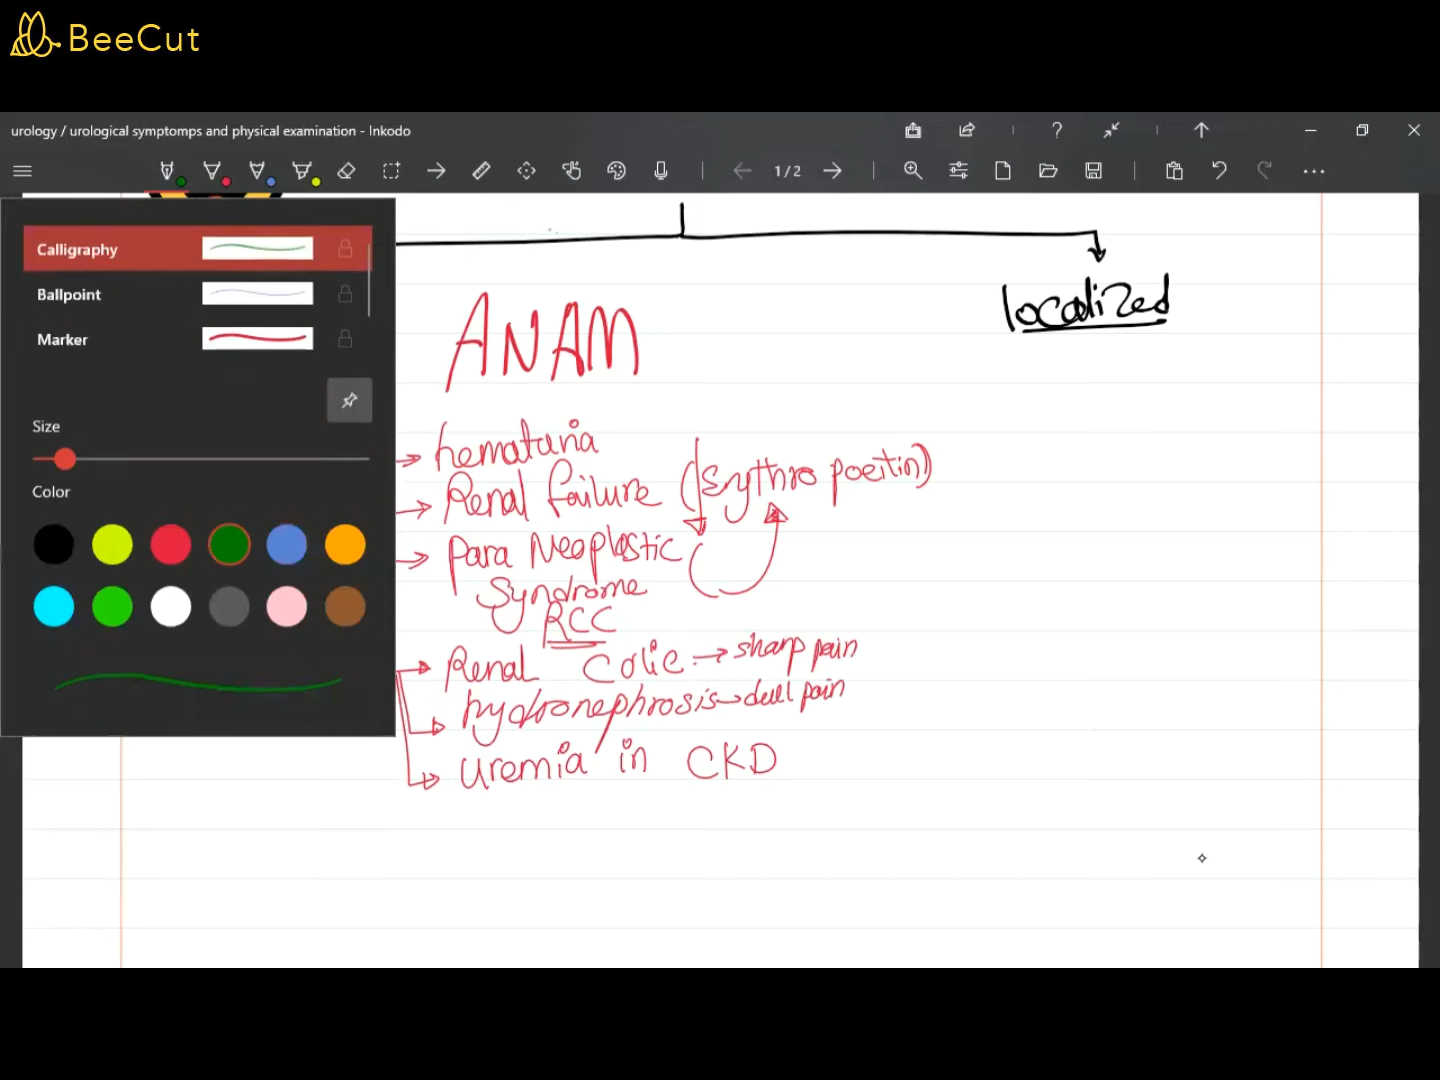 BeeCut
urology / urological symptomps and physical examination - Inkodo
1/2
Calligraphy
Ballpoint
Marker
Size
Color
localized
ANAM
hematuria
Renal failure (Erythro poeitin)
para Neoplastic
Syndrome
RCC
Renal Colic → sharp pain
hydronephrosis → dull pain
uremia in CKD